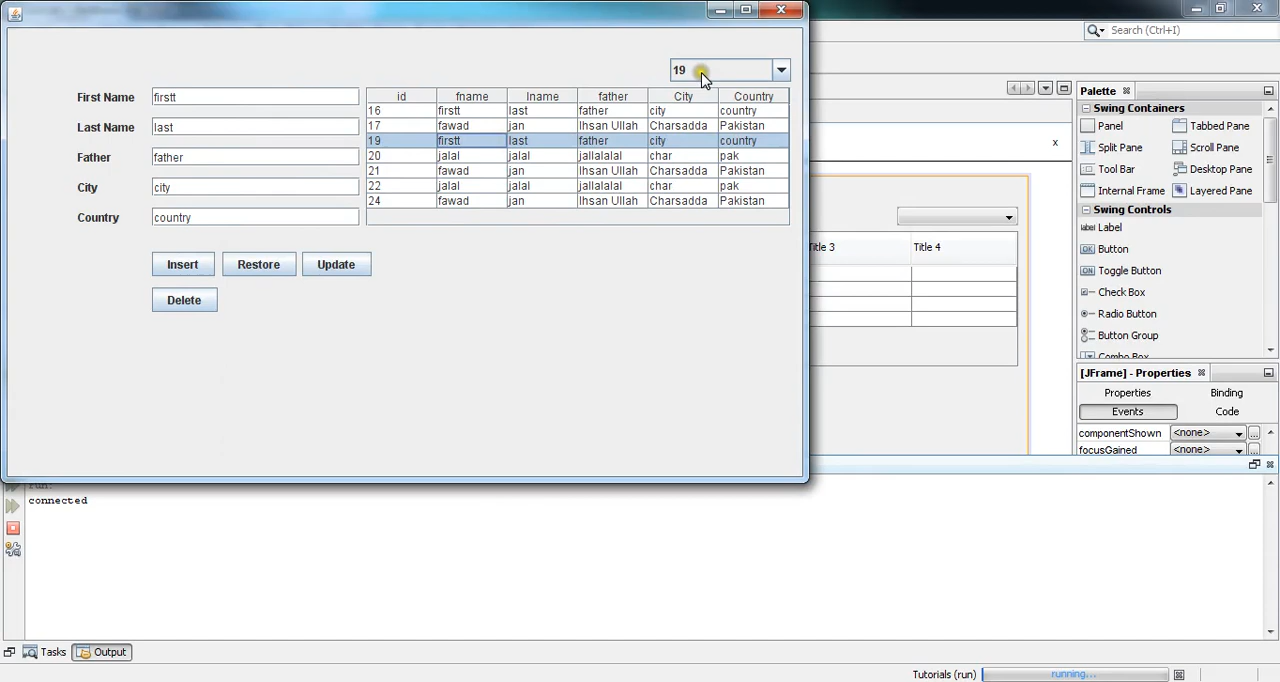 Search (Ctrl+I)
19
First Name firstt
Last Name last
Father father
City city
Country country
id fname lname father City Country
16 firstt last father city country
17 fawad jan Ihsan Ullah Charsadda Pakistan
19 firstt last father city country
20 jalal jalal jallalalal char pak
21 fawad jan Ihsan Ullah Charsadda Pakistan
22 jalal jalal jallalalal char pak
24 fawad jan Ihsan Ullah Charsadda Pakistan
Insert Restore Update
Delete
x
Title 3 Title 4
Palette
Swing Containers
Panel Tabbed Pane
Split Pane Scroll Pane
Tool Bar Desktop Pane
Internal Frame Layered Pane
Swing Controls
label Label
OK Button
ON Toggle Button
Check Box
Radio Button
Button Group
Combo Box
[JFrame] - Properties
Properties Binding
Events Code
componentShown <none> ...
focusGained <none> ...
run:
connected
Tasks Output
Tutorials (run) running...